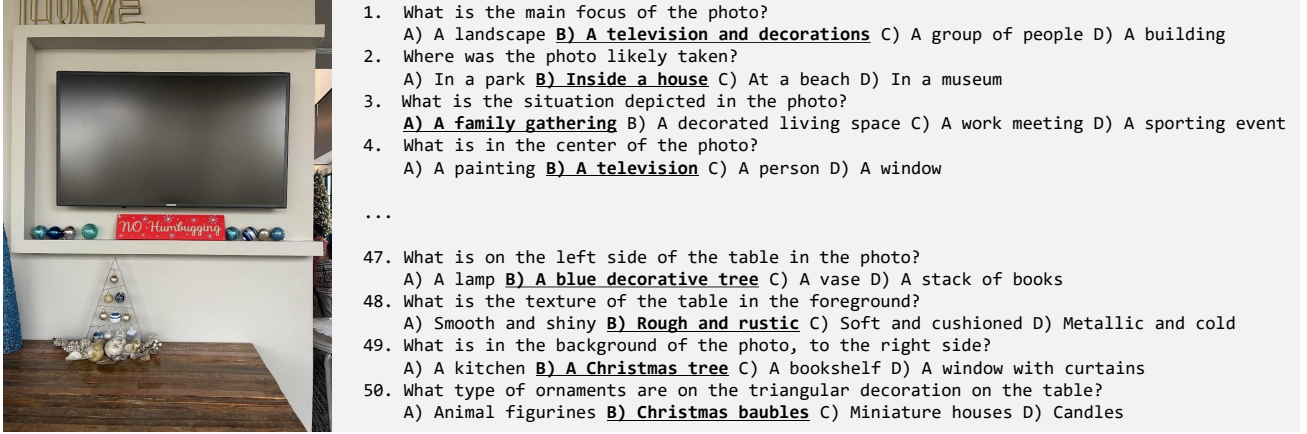 HOME
NO Humbugging
1. What is the main focus of the photo?
A) A landscape B) A television and decorations C) A group of people D) A building
2. Where was the photo likely taken?
A) In a park B) Inside a house C) At a beach D) In a museum
3. What is the situation depicted in the photo?
A) A family gathering B) A decorated living space C) A work meeting D) A sporting event
4. What is in the center of the photo?
A) A painting B) A television C) A person D) A window
...
47. What is on the left side of the table in the photo?
A) A lamp B) A blue decorative tree C) A vase D) A stack of books
48. What is the texture of the table in the foreground?
A) Smooth and shiny B) Rough and rustic C) Soft and cushioned D) Metallic and cold
49. What is in the background of the photo, to the right side?
A) A kitchen B) A Christmas tree C) A bookshelf D) A window with curtains
50. What type of ornaments are on the triangular decoration on the table?
A) Animal figurines B) Christmas baubles C) Miniature houses D) Candles